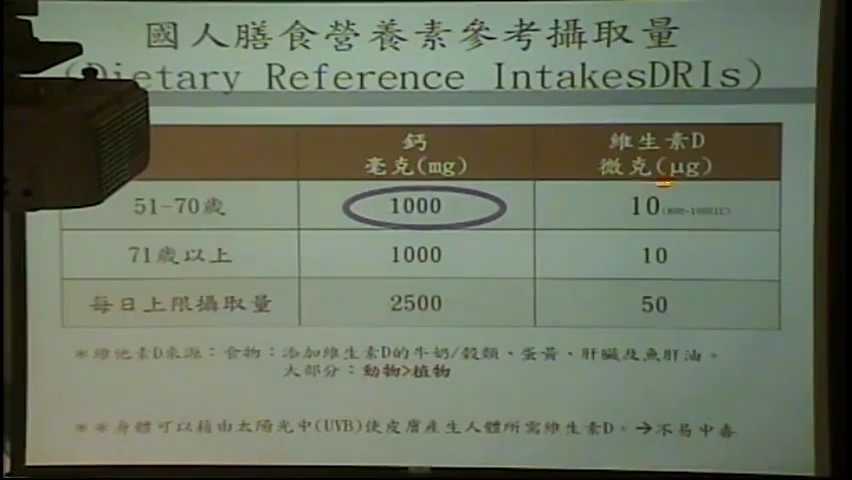 國人膳食營養素參考攝取量
(Dietary Reference IntakesDRIs)
鈣
毫克(mg)
維生素D
微克(μg)
51-70歲
1000
10
71歲以上
1000
10
每日上限攝取量
2500
50
*維他素D來源：食物：添加維生素D的牛奶/穀類、蛋黃、肝臟及魚肝油。
大部分：動物>植物
**身體可以藉由太陽光中(UVB)使皮膚產生人體所需維生素D。→不易中毒